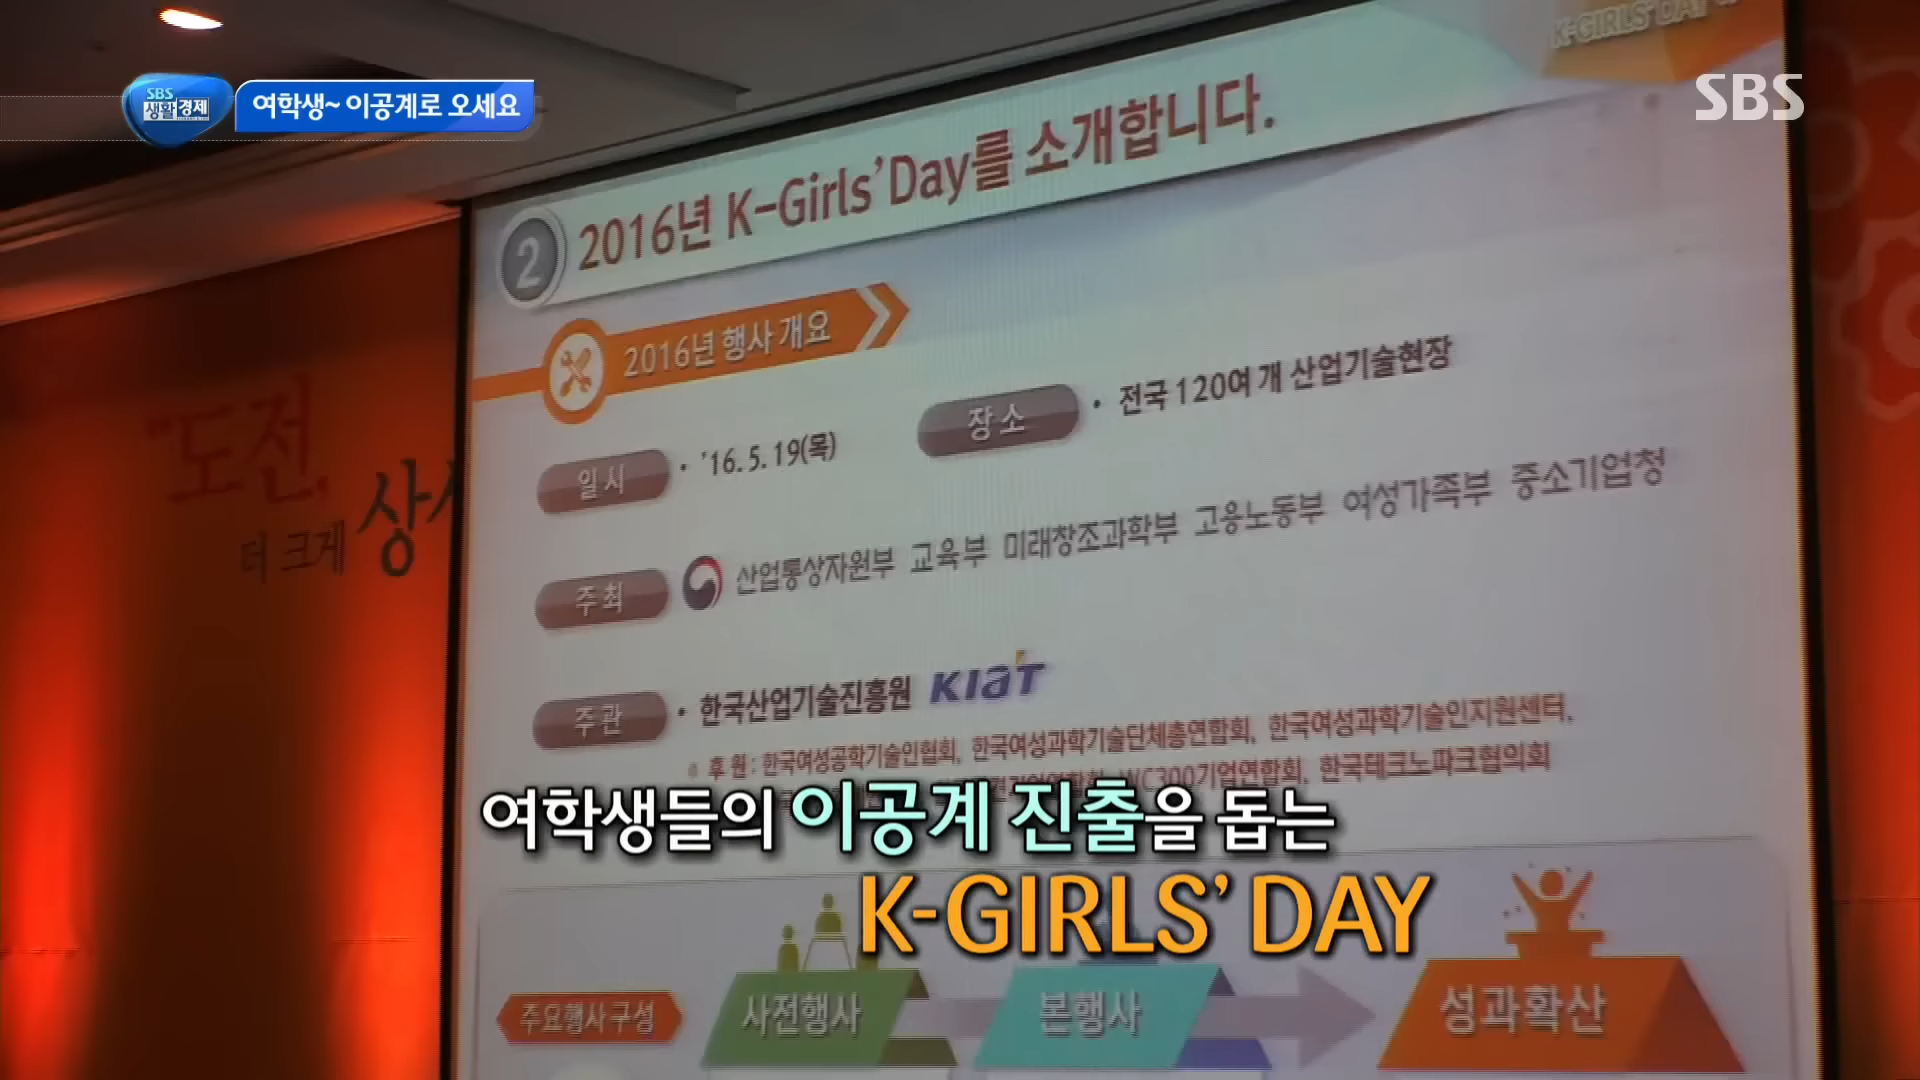 SBS
생활경제
여학생~ 이공계로 오세요
K-GIRLS' DAY
SBS
2 2016년 K-Girls' Day를 소개합니다.
2016년 행사 개요
일시 • '16. 5. 19(목)
장소 • 전국 120여 개 산업기술현장
"도전,
더 크게
주최 산업통상자원부 교육부 미래창조과학부 고용노동부 여성가족부 중소기업청
주관 • 한국산업기술진흥원 KIAT
후원 : 한국여성공학기술인협회, 한국여성과학기술단체총연합회, 한국여성과학기술인지원센터,
WC300기업연합회, 한국테크노파크협의회
여학생들의 이공계 진출을 돕는
K-GIRLS' DAY
주요행사 구성
사전행사
본행사
성과확산